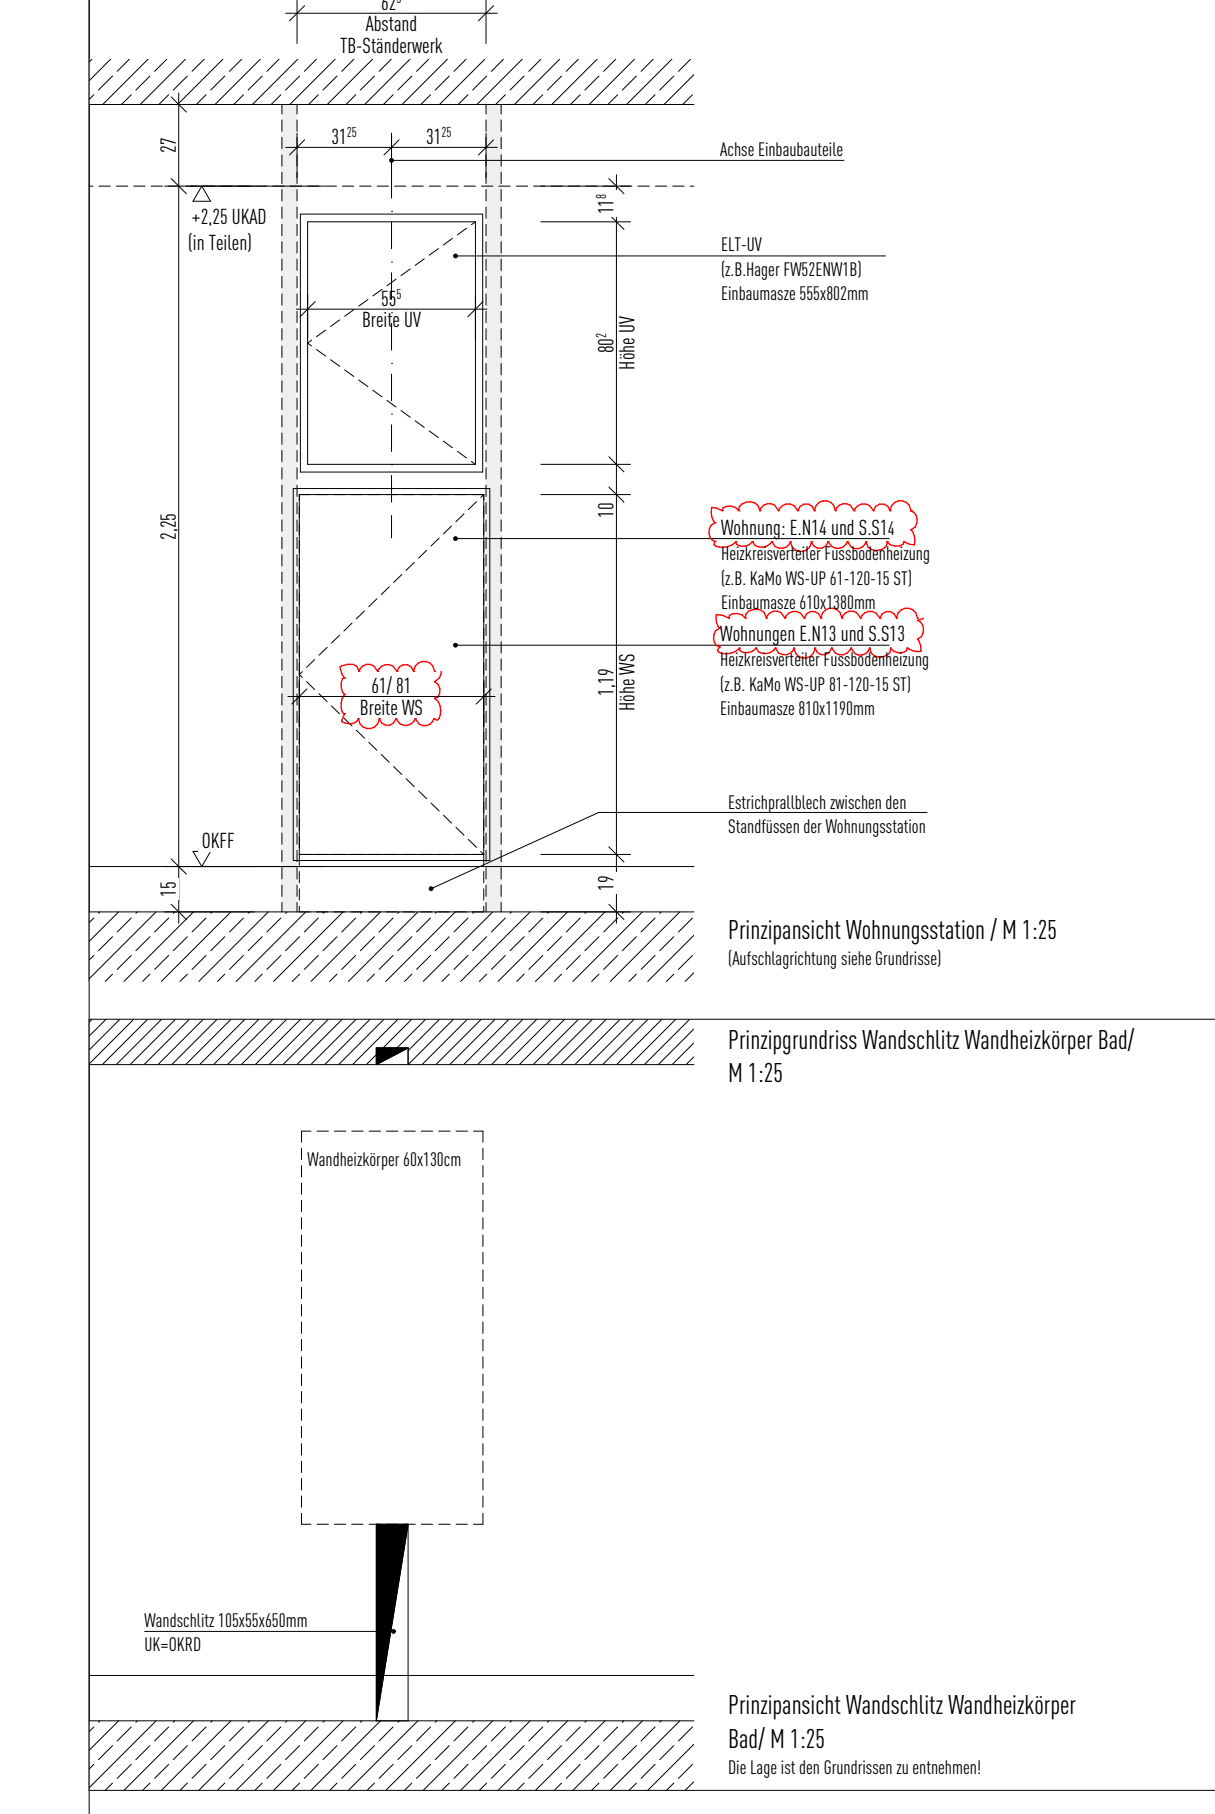 62⁵
Abstand
TB-Ständerwerk
27
31²⁵
31²⁵
Achse Einbaubauteile
+2,25 UKAD
(in Teilen)
11⁸
ELT-UV
(z.B.Hager FW52ENW1B)
Einbaumasze 555x802mm
55⁵
Breite UV
80²
Höhe UV
2,25
10
Wohnung: E.N14 und S.S14
Heizkreisverteiler Fussbodenheizung
(z.B. KaMo WS-UP 61-120-15 ST)
Einbaumasze 610x1380mm
Wohnungen E.N13 und S.S13
Heizkreisverteiler Fussbodenheizung
(z.B. KaMo WS-UP 81-120-15 ST)
Einbaumasze 810x1190mm
61/ 81
Breite WS
1,19
Höhe WS
Estrichprallblech zwischen den
Standfüssen der Wohnungsstation
OKFF
15
19
Prinzipansicht Wohnungsstation / M 1:25
(Aufschlagrichtung siehe Grundrisse)
Prinzipgrundriss Wandschlitz Wandheizkörper Bad/
M 1:25
Wandheizkörper 60x130cm
Wandschlitz 105x55x650mm
UK=OKRD
Prinzipansicht Wandschlitz Wandheizkörper
Bad/ M 1:25
Die Lage ist den Grundrissen zu entnehmen!